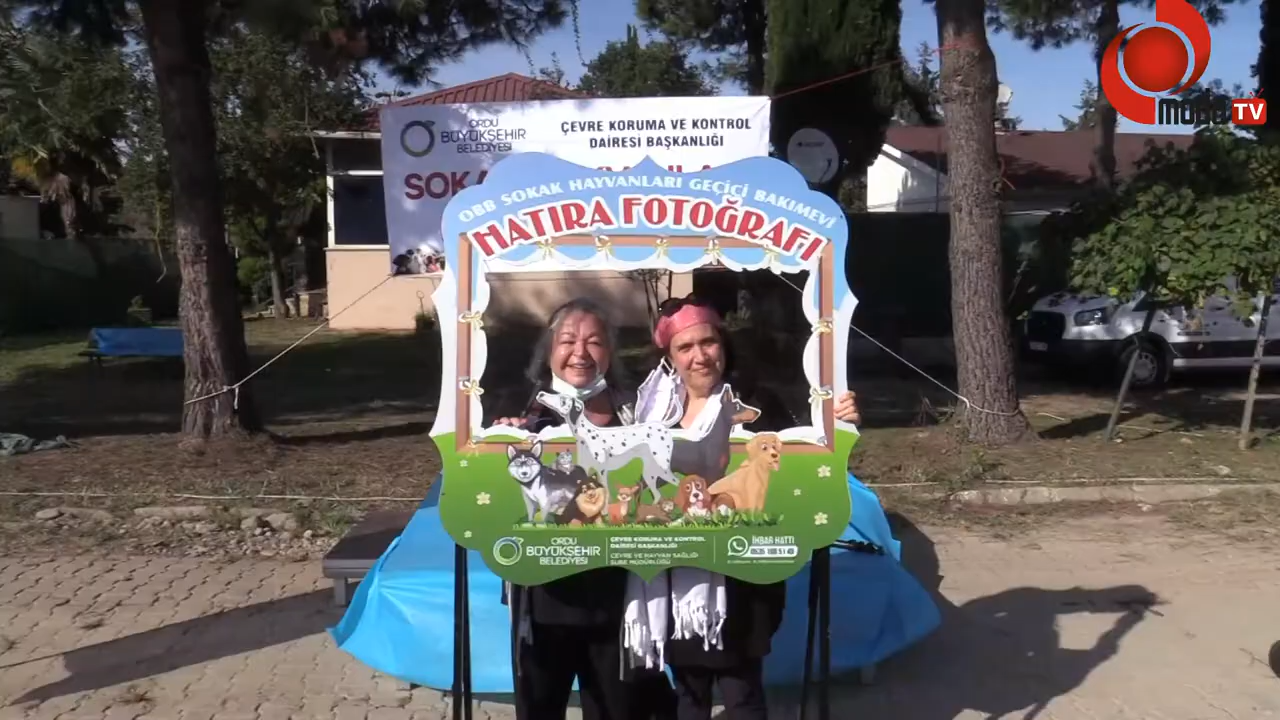 moda TV
ORDU
BÜYÜKŞEHİR
BELEDİYESİ
ÇEVRE KORUMA VE KONTROL
DAİRESİ BAŞKANLIĞI
OBB SOKAK HAYVANLARI GEÇİCİ BAKIMEVİ
HATIRA FOTOĞRAFI
ORDU
BÜYÜKŞEHİR
BELEDİYESİ
ÇEVRE KORUMA VE KONTROL
DAİRESİ BAŞKANLIĞI
ÇEVRE VE HAYVAN SAĞLIĞI
ŞUBE MÜDÜRLÜĞÜ
İHBAR HATTI